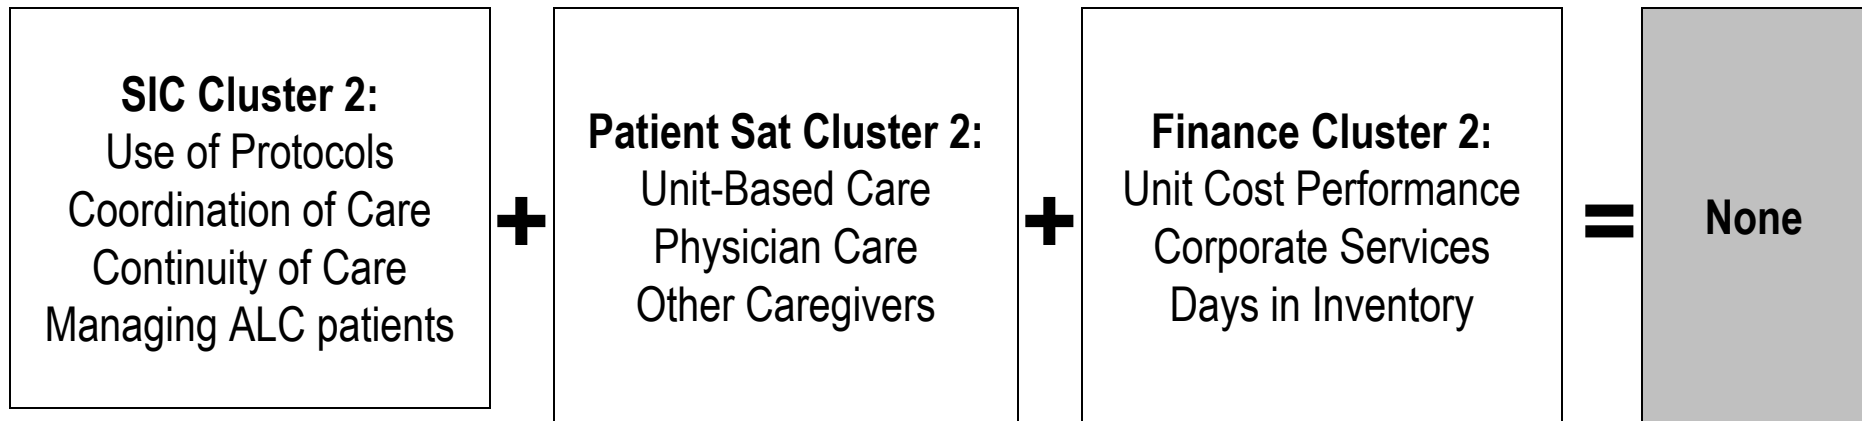 SIC Cluster 2:
Use of Protocols
Coordination of Care
Continuity of Care
Managing ALC patients
+
Patient Sat Cluster 2:
Unit-Based Care
Physician Care
Other Caregivers
+
Finance Cluster 2:
Unit Cost Performance
Corporate Services
Days in Inventory
=
None